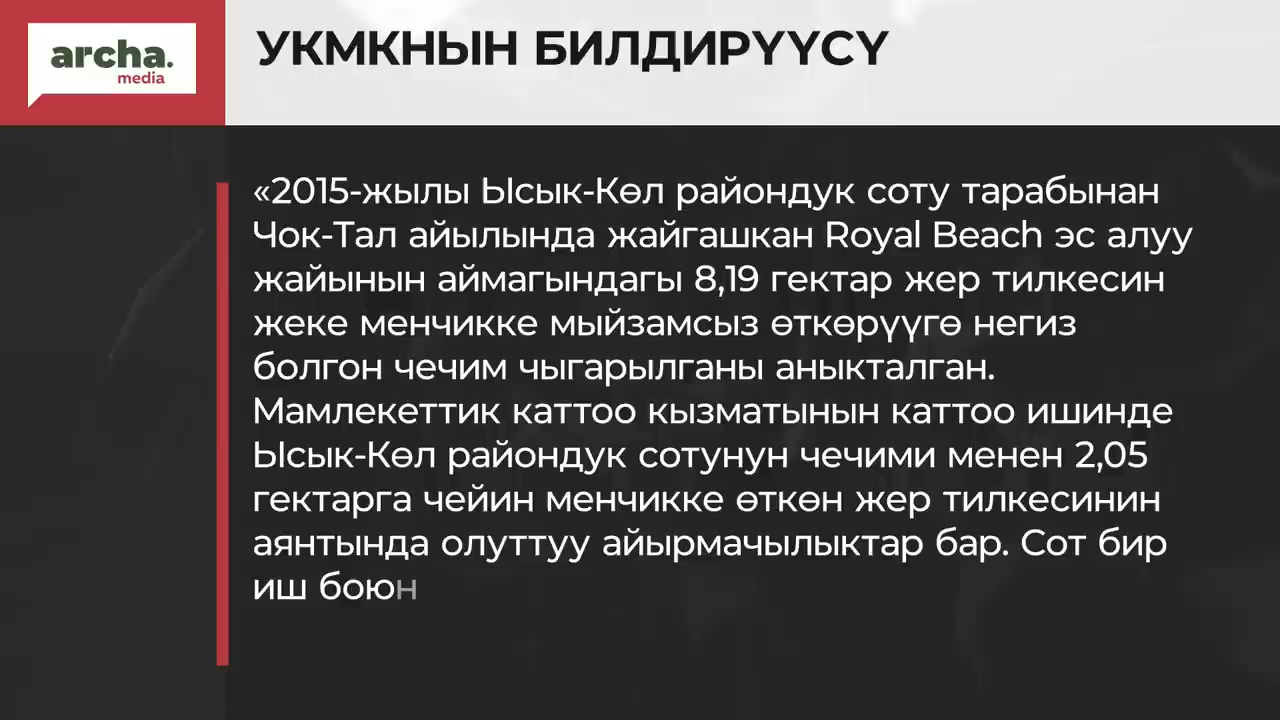 archa.
media
УКМКНЫН БИЛДИРҮҮСҮ
«2015-жылы Ысык-Көл райондук соту тарабынан
Чок-Тал айылында жайгашкан Royal Beach эс алуу
жайынын аймагындагы 8,19 гектар жер тилкесин
жеке менчикке мыйзамсыз өткөрүүгө негиз
болгон чечим чыгарылганы аныкталган.
Мамлекеттик каттоо кызматынын каттоо ишинде
Ысык-Көл райондук сотунун чечими менен 2,05
гектарга чейин менчикке өткөн жер тилкесинин
аянтында олуттуу айырмачылыктар бар. Сот бир
иш боюн